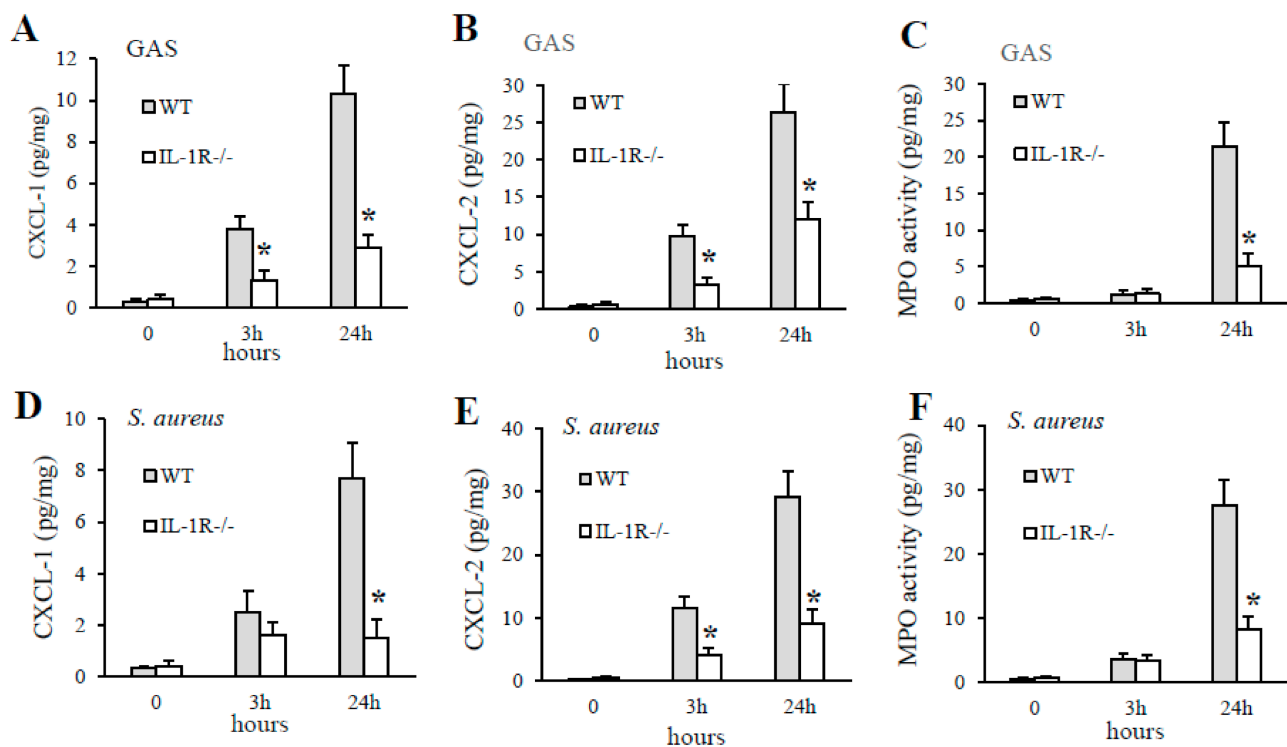 A
GAS
CXCL-1 (pg/mg)
12
10
8
6
4
2
0
WT
IL-1R-/-
*
*
0
3h
24h
hours
B
GAS
CXCL-2 (pg/mg)
30
25
20
15
10
5
0
WT
IL-1R-/-
*
*
0
3h
24h
C
GAS
MPO activity (pg/mg)
30
25
20
15
10
5
0
WT
IL-1R-/-
*
0
3h
24h
D
S. aureus
CXCL-1 (pg/mg)
10
8
6
4
2
0
WT
IL-1R-/-
*
0
3h
24h
hours
E
S. aureus
CXCL-2 (pg/mg)
40
30
20
10
0
WT
IL-1R-/-
*
*
0
3h
24h
hours
F
S. aureus
MPO activity (pg/mg)
40
30
20
10
0
WT
IL-1R-/-
*
0
3h
24h